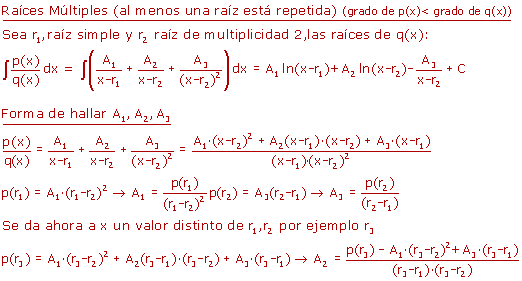 Raíces Múltiples (al menos una raíz está repetida) (grado de p(x)< grado de q(x))
Sea r₁,raíz simple y r₂ raíz de multiplicidad 2,las raíces de q(x):
∫ p(x)/q(x) dx = ∫( A₁/(x-r₁) + A₂/(x-r₂) + A₃/(x-r₂)² ) dx = A₁ ln(x-r₁)+ A₂ ln(x-r₂)- A₃/(x-r₂) + C
Forma de hallar A₁, A₂, A₃
p(x)/q(x) = A₁/(x-r₁) + A₂/(x-r₂) + A₃/(x-r₂)² = (A₁·(x-r₂)² + A₂(x-r₁)·(x-r₂) + A₃·(x-r₁))/((x-r₁)·(x-r₂)²)
p(r₁) = A₁·(r₁-r₂)² → A₁ = p(r₁)/(r₁-r₂)² p(r₂) = A₃(r₂-r₁) → A₃ = p(r₂)/(r₂-r₁)
Se da ahora a x un valor distinto de r₁,r₂ por ejemplo r₃
p(r₃) = A₁·(r₃-r₂)² + A₂(r₃-r₁)·(r₃-r₂) + A₃·(r₃-r₁) → A₂ = (p(r₃) - A₁·(r₃-r₂)²+A₃·(r₃-r₁))/((r₃-r₁)·(r₃-r₂))